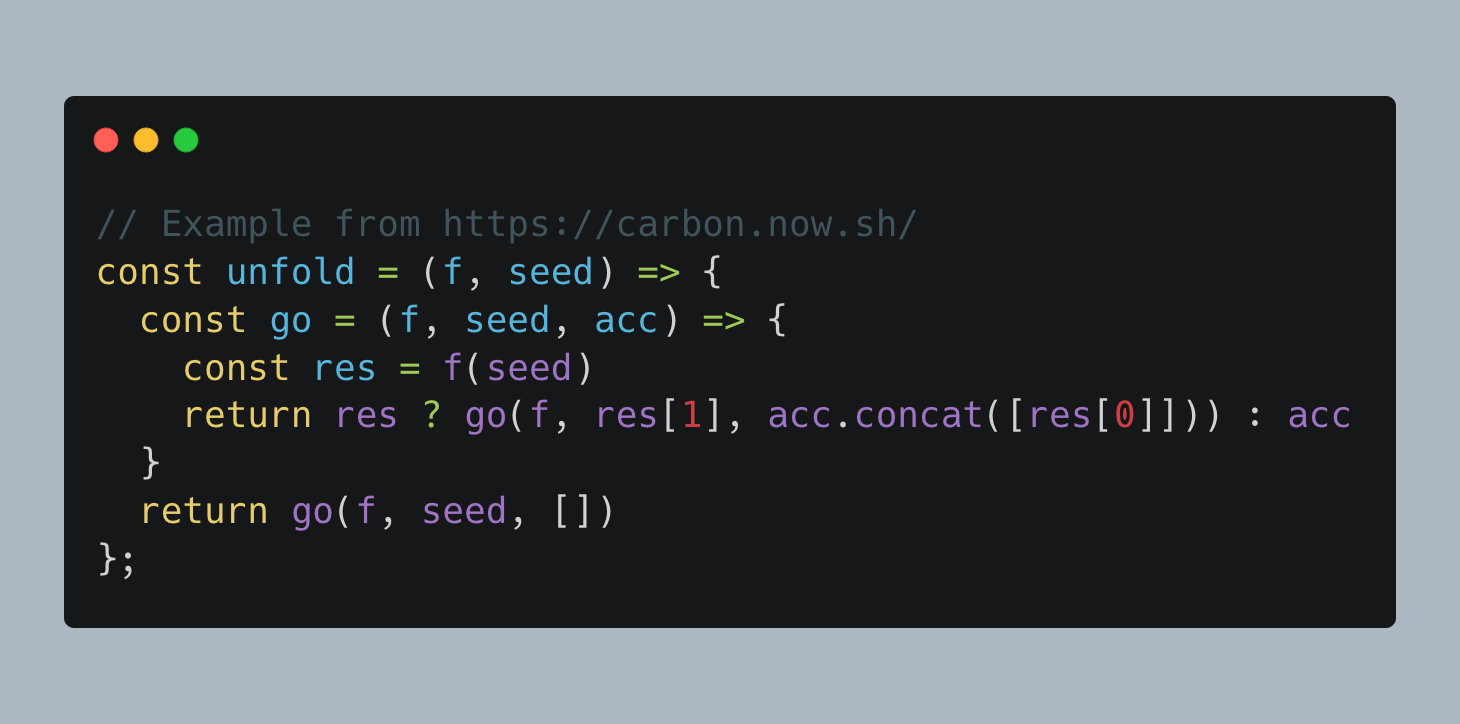 // Example from https://carbon.now.sh/
const unfold = (f, seed) => {
  const go = (f, seed, acc) => {
    const res = f(seed)
    return res ? go(f, res[1], acc.concat([res[0]])) : acc
  }
  return go(f, seed, [])
};